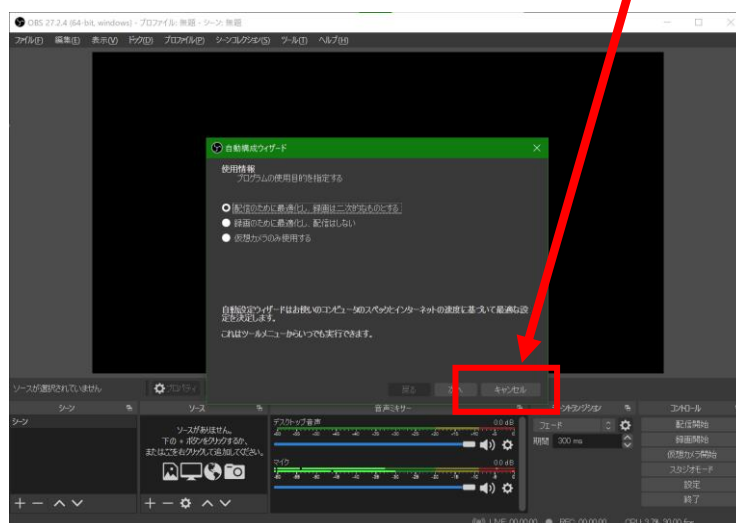 OBS 27.2.4 (64-bit, windows) - プロファイル: 無題 - シーン: 無題
ファイル(F) 編集(E) 表示(V) ドック(D) プロファイル(P) シーンコレクション(S) ツール(T) ヘルプ(H)
自動構成ウィザード
使用情報
プログラムの使用目的を指定する
配信のために最適化し、録画は二次的なものとする
録画のために最適化し、配信はしない
仮想カメラのみ使用する
自動設定ウィザードはお使いのコンピュータのスペックとインターネットの速度に基づいて最適な設
定を決定します。
これはツールメニューからいつでも実行できます。
戻る 次へ キャンセル
ソースが選択されていません プロパティ
シーン ソース 音声ミキサー シーントランジション コントロール
シーン
ソースがありません。
下の + ボタンをクリックするか、
またはここを右クリックして追加してください。
デスクトップ音声 0.0 dB
マイク 0.0 dB
フェード
期間 300 ms
配信開始
録画開始
仮想カメラ開始
スタジオモード
設定
終了
LIVE: 00:00:00 REC: 00:00:00